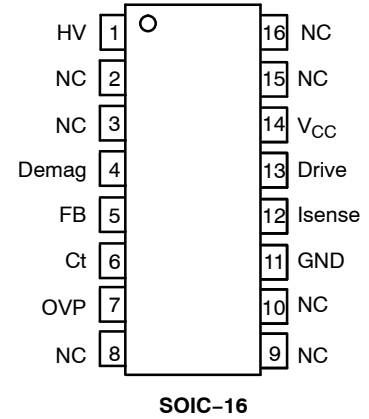 HV 1 16 NC
NC 2 15 NC
NC 3 14 VCC
Demag 4 13 Drive
FB 5 12 Isense
Ct 6 11 GND
OVP 7 10 NC
NC 8 9 NC
SOIC−16